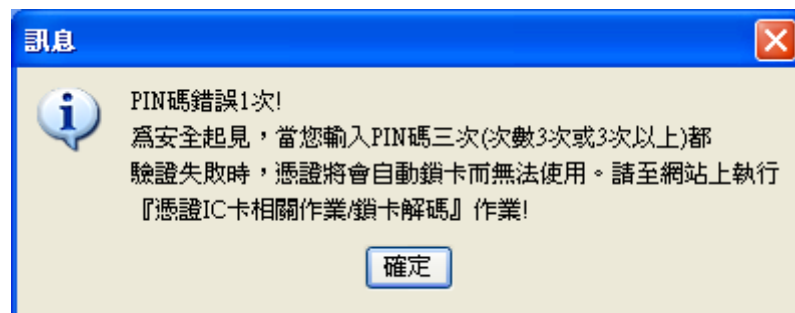 訊息
PIN碼錯誤1次!
為安全起見，當您輸入PIN碼三次(次數3次或3次以上)都
驗證失敗時，憑證將會自動鎖卡而無法使用。請至網站上執行
『憑證IC卡相關作業/鎖卡解碼』作業!
確定